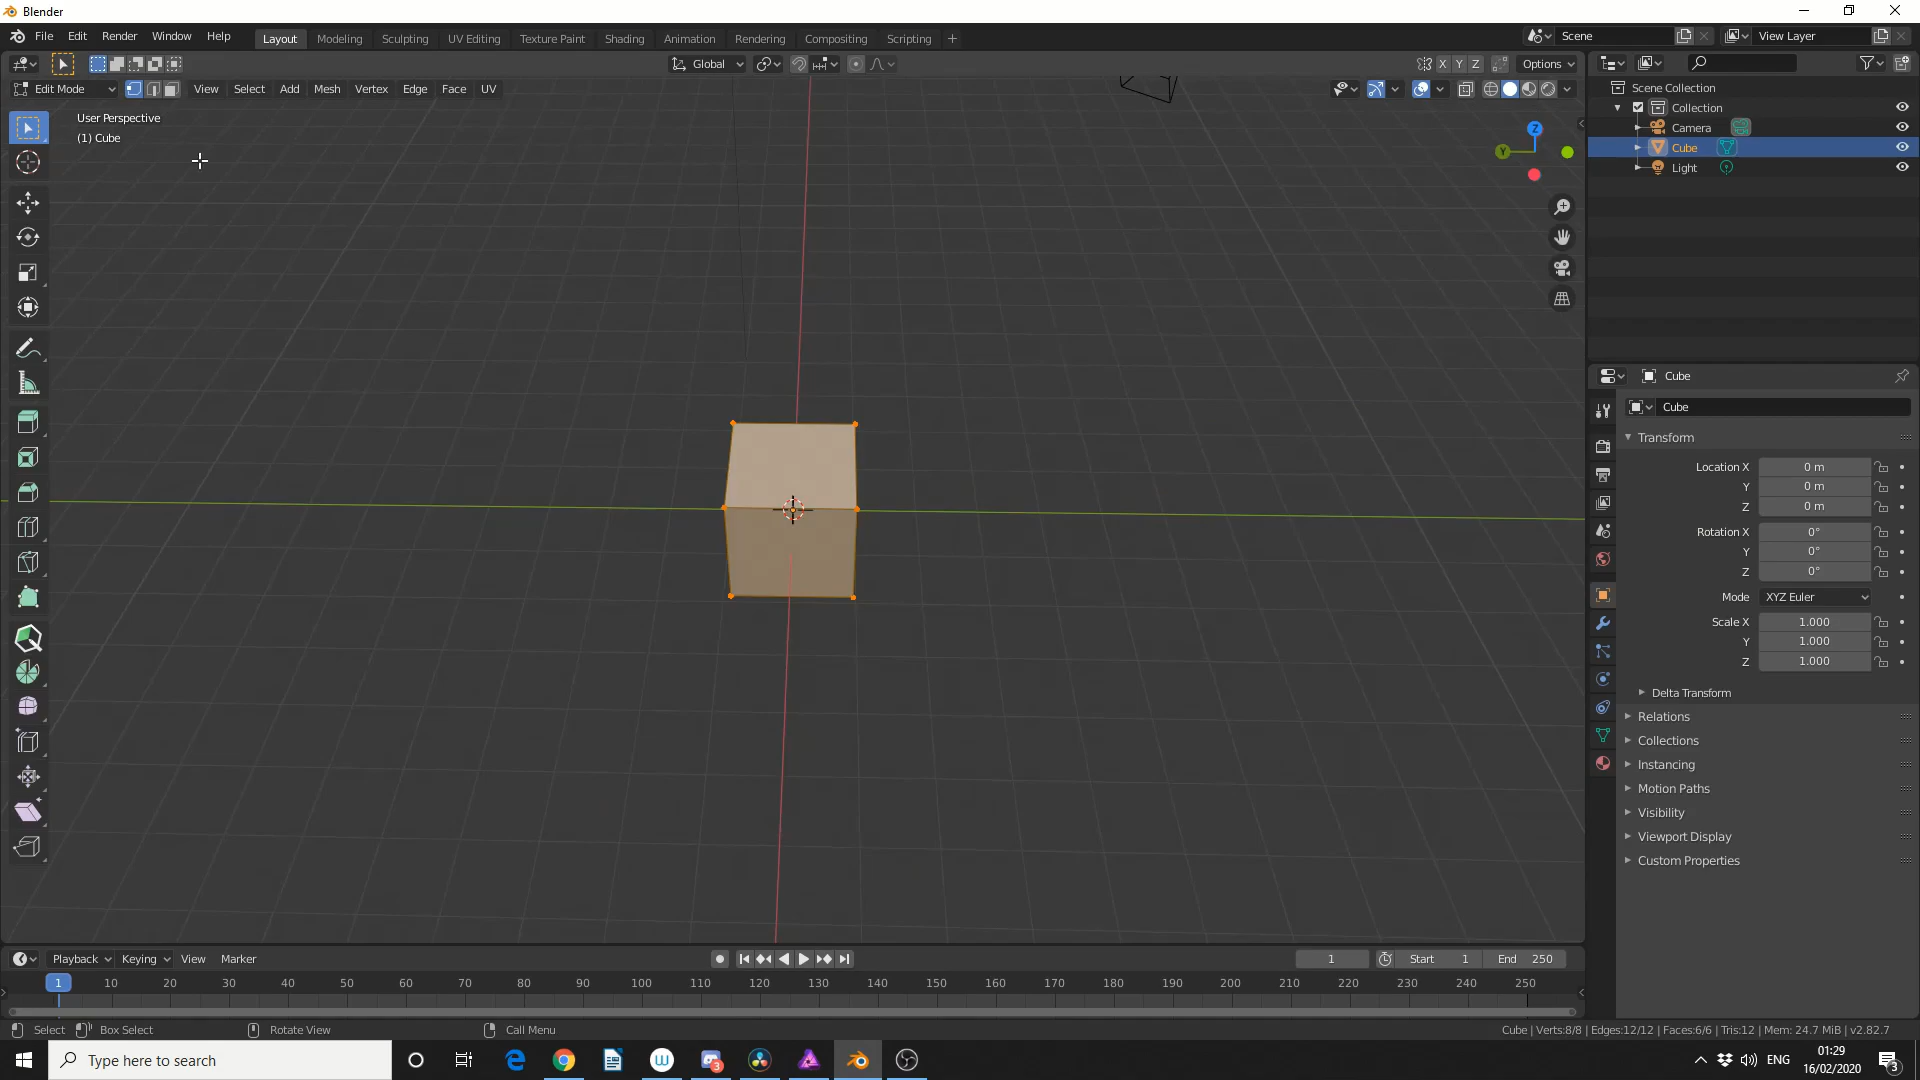 Blender
File Edit Render Window Help Layout Modeling Sculpting UV Editing Texture Paint Shading Animation Rendering Compositing Scripting + Scene View Layer
Global X Y Z Options
Edit Mode View Select Add Mesh Vertex Edge Face UV
User Perspective
(1) Cube
Z
Y
Scene Collection
Collection
Camera
Cube
Light
Cube
Cube
Transform
Location X 0 m
Y 0 m
Z 0 m
Rotation X 0°
Y 0°
Z 0°
Mode XYZ Euler
Scale X 1.000
Y 1.000
Z 1.000
Delta Transform
Relations
Collections
Instancing
Motion Paths
Visibility
Viewport Display
Custom Properties
Playback Keying View Marker 1 Start 1 End 250
1 10 20 30 40 50 60 70 80 90 100 110 120 130 140 150 160 170 180 190 200 210 220 230 240 250
Select Box Select Rotate View Call Menu Cube | Verts:8/8 | Edges:12/12 | Faces:6/6 | Tris:12 | Mem: 24.7 MiB | v2.82.7
Type here to search W 3 ENG 01:29 3
16/02/2020